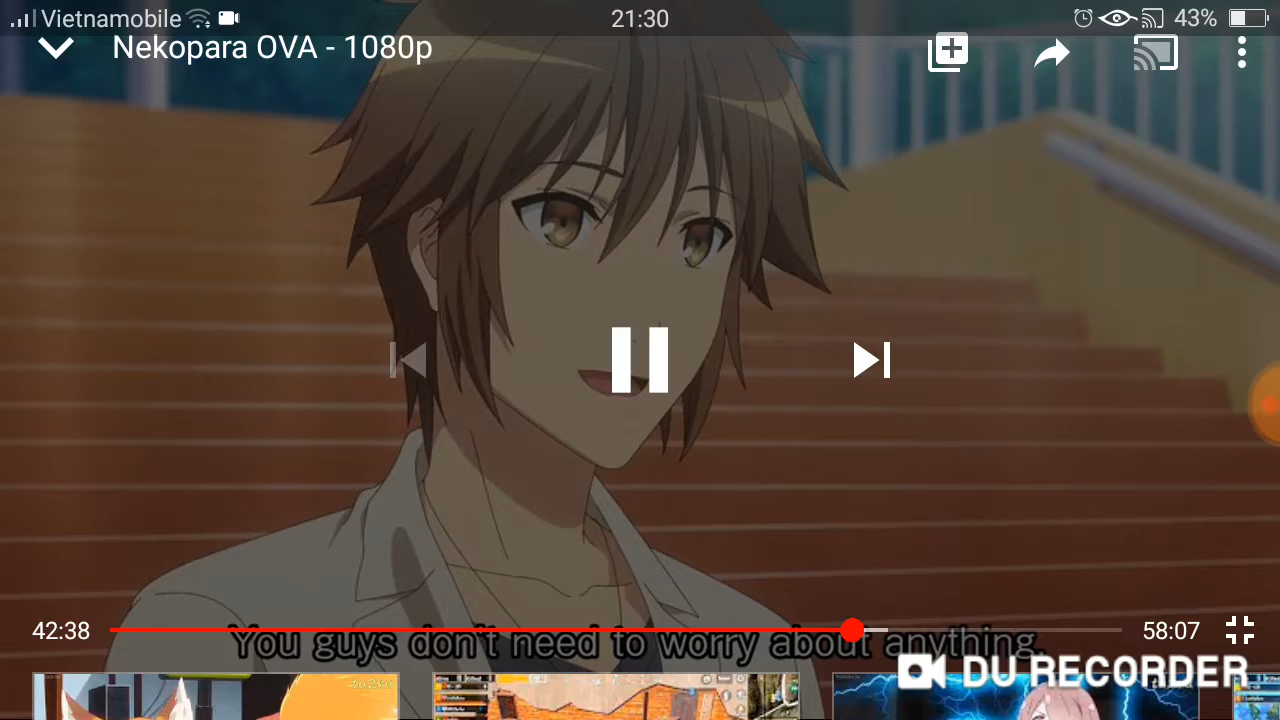 Vietnamobile
21:30
43%
Nekopara OVA - 1080p
42:38
58:07
You guys don't need to worry about anything.
DU RECORDER